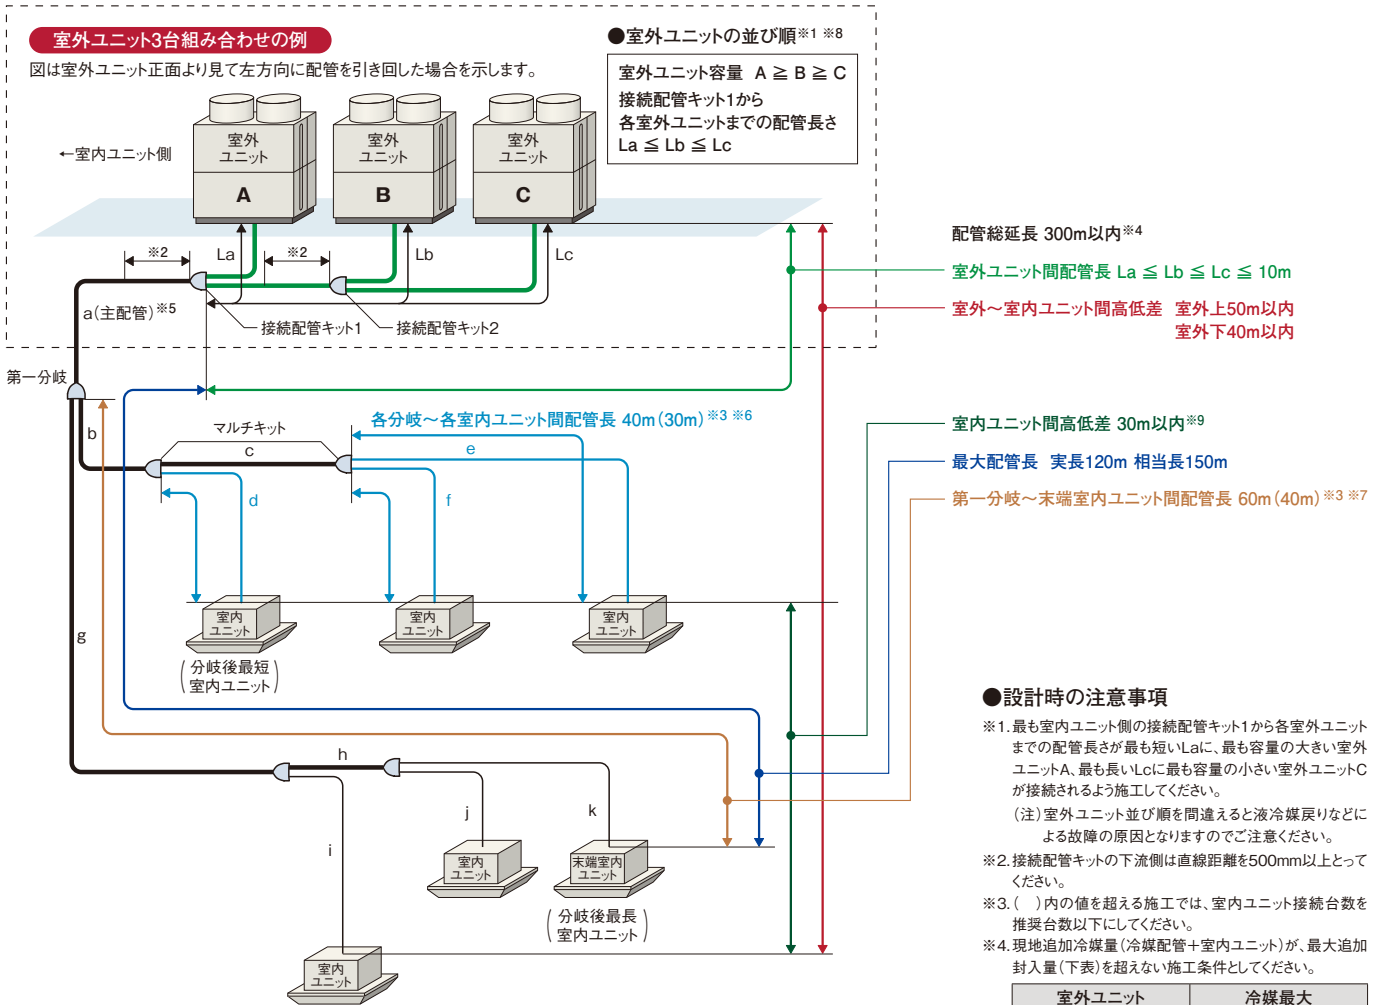 室外ユニット3台組み合わせの例
図は室外ユニット正面より見て左方向に配管を引き回した場合を示します。
●室外ユニットの並び順※1 ※8
室外ユニット容量 A ≧ B ≧ C
接続配管キット1から
各室外ユニットまでの配管長さ
La ≦ Lb ≦ Lc
←室内ユニット側
室外
ユニット
A
室外
ユニット
B
室外
ユニット
C
※2
La
※2
Lb
Lc
a(主配管)※5
接続配管キット1
接続配管キット2
配管総延長 300m以内※4
室外ユニット間配管長 La ≦ Lb ≦ Lc ≦ 10m
室外～室内ユニット間高低差 室外上50m以内
室外下40m以内
第一分岐
b
マルチキット
c
各分岐～各室内ユニット間配管長 40m(30m)※3 ※6
e
d
f
室内ユニット間高低差 30m以内※9
最大配管長 実長120m 相当長150m
第一分岐～末端室内ユニット間配管長 60m(40m)※3 ※7
室内
ユニット
(分岐後最短
室内ユニット)
室内
ユニット
室内
ユニット
g
h
i
j
k
室内
ユニット
末端室内
ユニット
(分岐後最長
室内ユニット)
室内
ユニット
●設計時の注意事項
※1.最も室内ユニット側の接続配管キット1から各室外ユニット
までの配管長さが最も短いLaに、最も容量の大きい室外
ユニットA、最も長いLcに最も容量の小さい室外ユニットC
が接続されるよう施工してください。
(注)室外ユニット並び順を間違えると液冷媒戻りなどに
よる故障の原因となりますのでご注意ください。
※2.接続配管キットの下流側は直線距離を500mm以上とって
ください。
※3.( )内の値を超える施工では、室内ユニット接続台数を
推奨台数以下にしてください。
※4.現地追加冷媒量(冷媒配管＋室内ユニット)が、最大追加
封入量(下表)を超えない施工条件としてください。
室外ユニット
冷媒最大